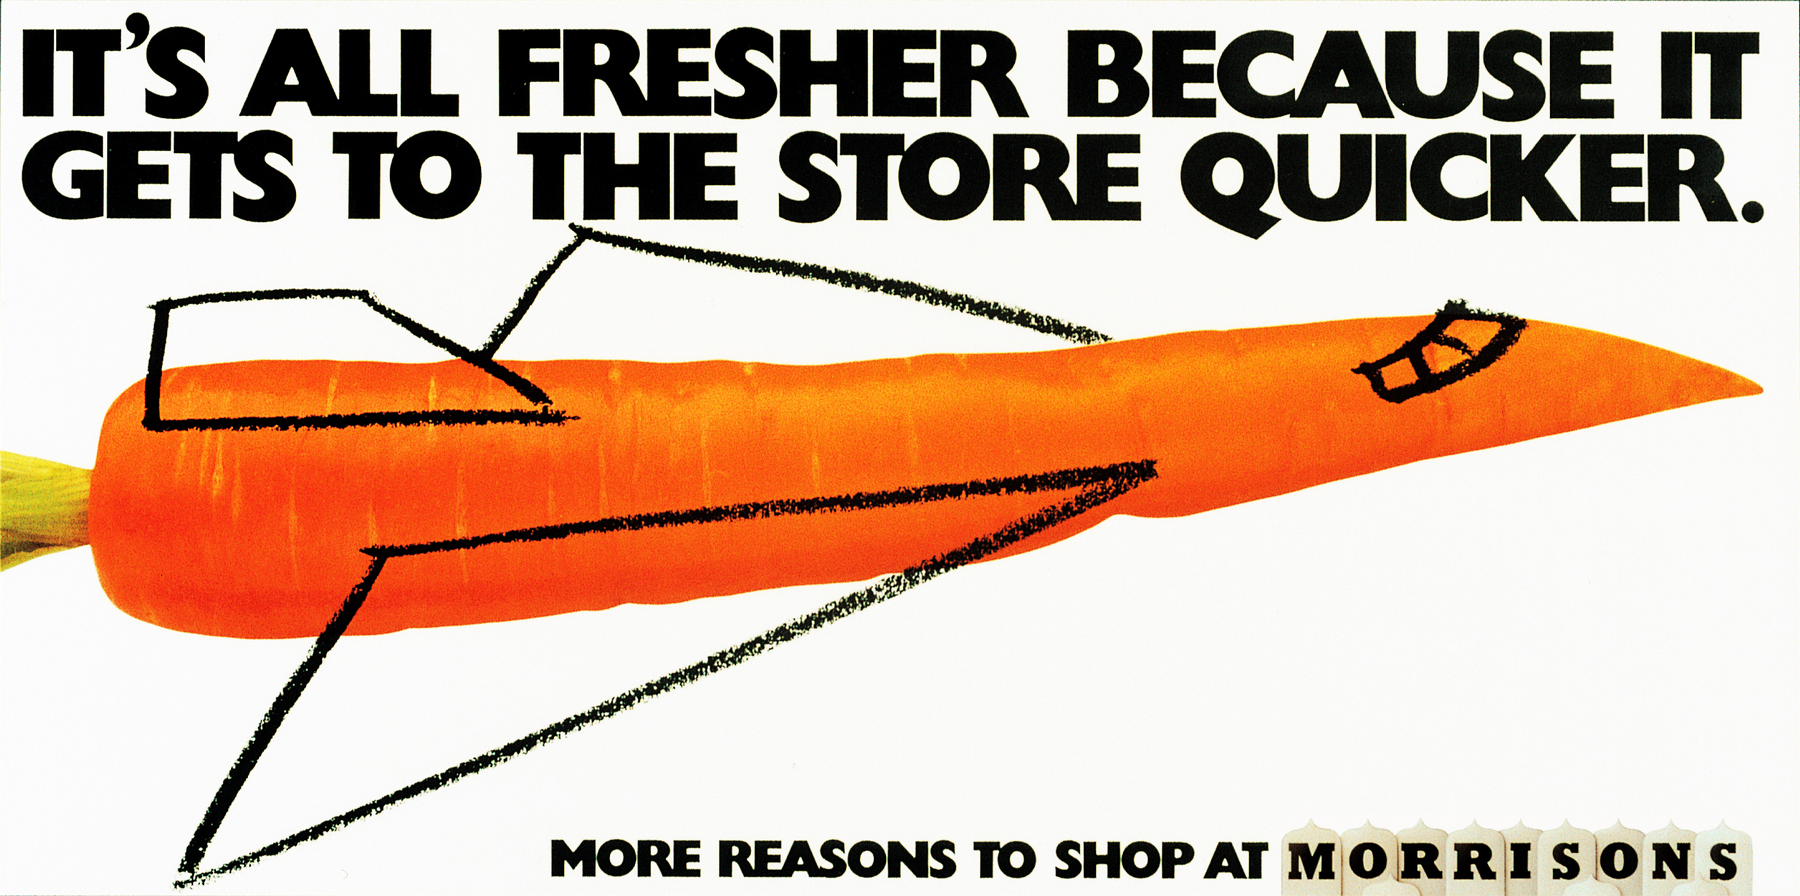 IT'S ALL FRESHER BECAUSE IT
GETS TO THE STORE QUICKER.
MORE REASONS TO SHOP AT MORRISONS